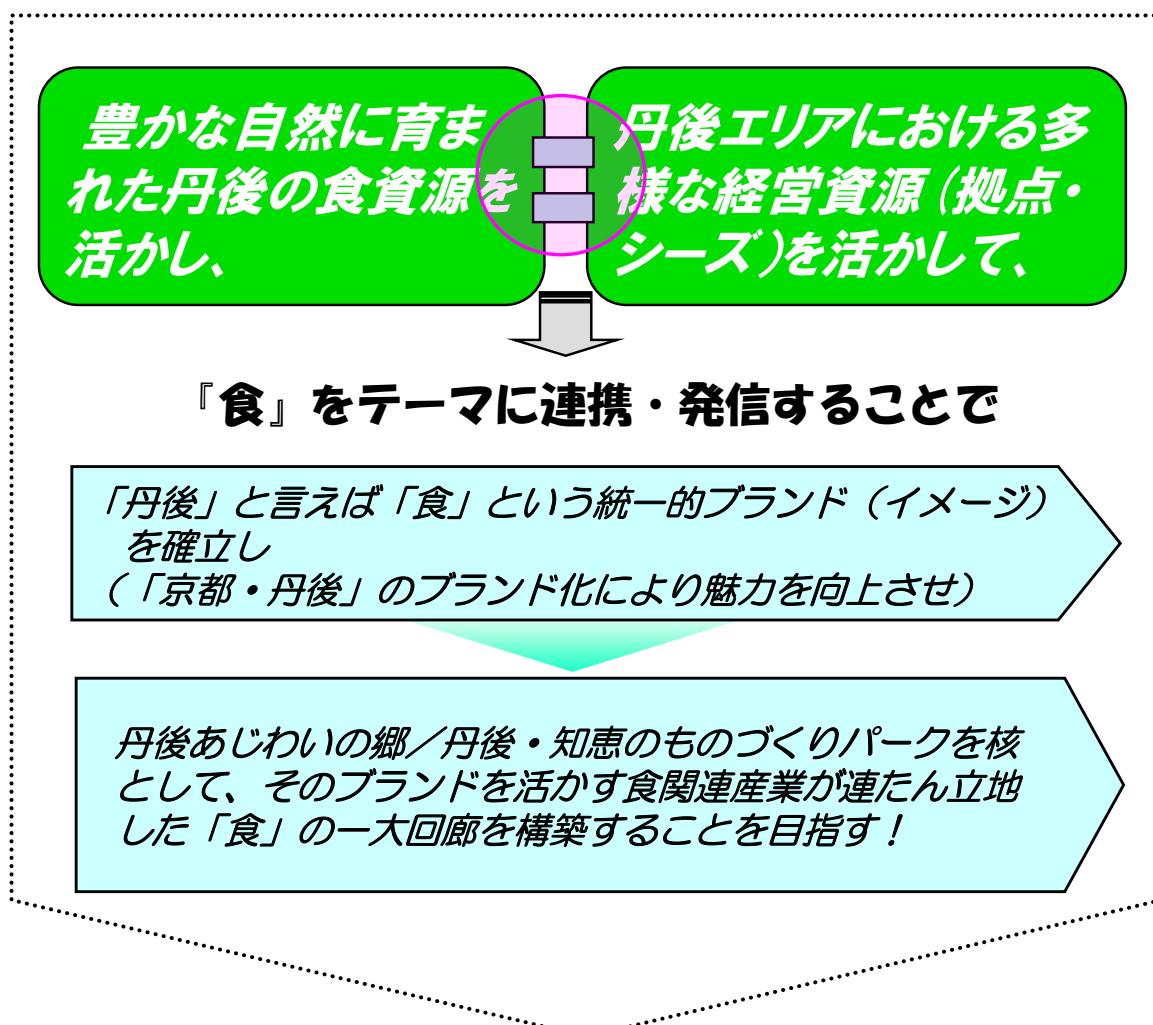 豊かな自然に育ま
れた丹後の食資源を
活かし、
丹後エリアにおける多
様な経営資源(拠点・
シーズ)を活かして、
『食』をテーマに連携・発信することで
「丹後」と言えば「食」という統一的ブランド(イメージ)
を確立し
(「京都・丹後」のブランド化により魅力を向上させ)
丹後あじわいの郷/丹後・知恵のものづくりパークを核
として、そのブランドを活かす食関連産業が連たん立地
した「食」の一大回廊を構築することを目指す!